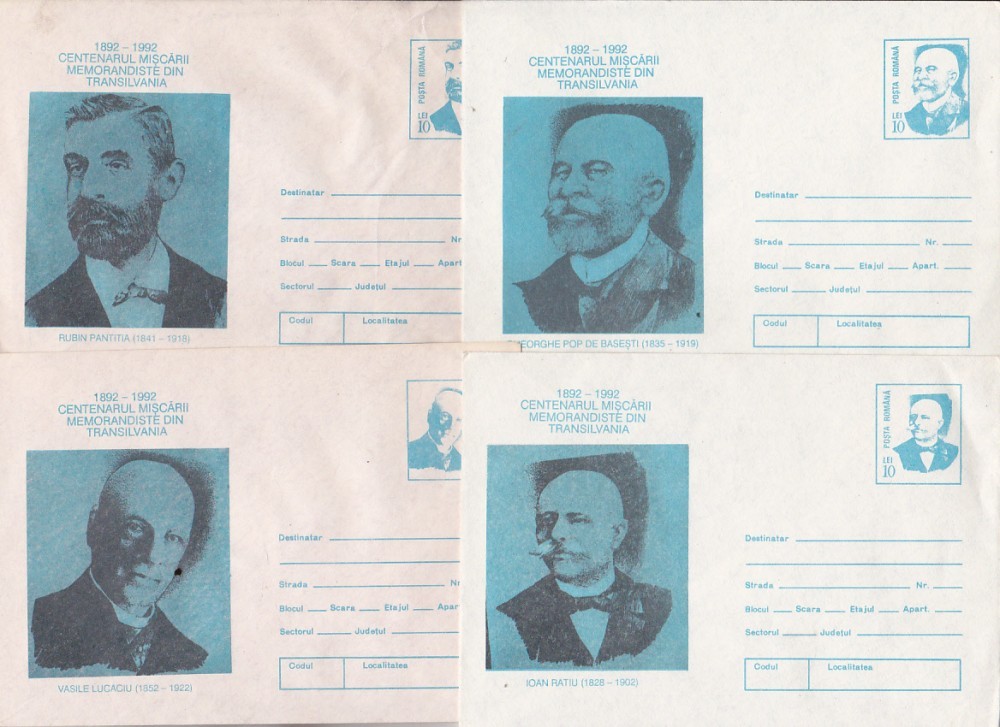 1892 – 1992
CENTENARUL MIȘCĂRII
MEMORANDISTE DIN
TRANSILVANIA
POȘTA ROMÂNĂ
LEI
10
Destinatar
Strada Nr
Blocul Scara Etajul Apart
Sectorul Județul
Codul Localitatea
RUBIN PANTITIA (1841 – 1918)
1892 – 1992
CENTENARUL MIȘCĂRII
MEMORANDISTE DIN
TRANSILVANIA
POȘTA ROMÂNĂ
LEI
10
Destinatar
Strada Nr.
Blocul Scara Etajul Apart.
Sectorul Județul
Codul Localitatea
HEORGHE POP DE BASEȘTI (1835 – 1919)
1892 – 1992
CENTENARUL MIȘCĂRII
MEMORANDISTE DIN
TRANSILVANIA
Destinatar
Strada Nr
Blocul Scara Etajul Apar
Sectorul Județul
Codul Localitatea
VASILE LUCACIU (1852 – 1922)
1892 – 1992
CENTENARUL MIȘCĂRII
MEMORANDISTE DIN
TRANSILVANIA
POȘTA ROMÂNĂ
LEI
10
Destinatar
Strada Nr.
Blocul Scara Etajul Apart.
Sectorul Județul
Codul Localitatea
IOAN RATIU (1828 – 1902)